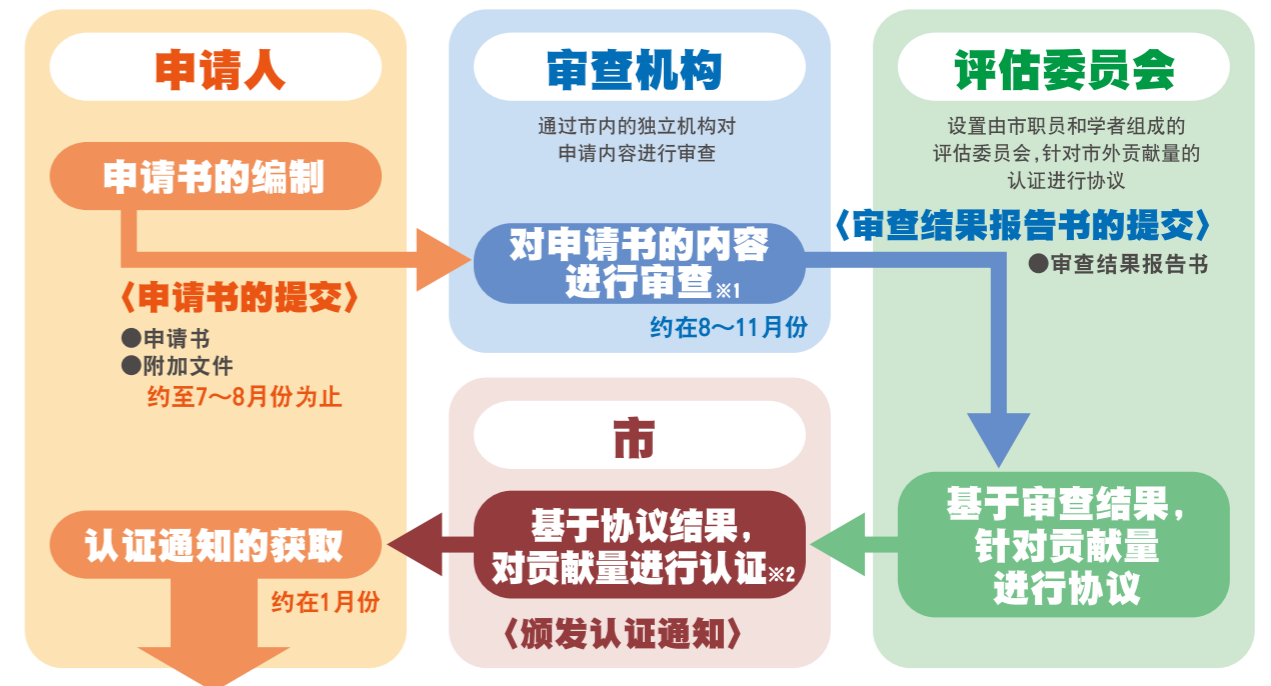 申请人
申请书的编制
〈申请书的提交〉
●申请书
●附加文件
约至7～8月份为止
审查机构
通过市内的独立机构对
申请内容进行审查
对申请书的内容
进行审查※1
约在8～11月份
评估委员会
设置由市职员和学者组成的
评估委员会,针对市外贡献量的
认证进行协议
〈审查结果报告书的提交〉
●审查结果报告书
基于审查结果,
针对贡献量
进行协议
市
基于协议结果,
对贡献量进行认证※2
〈颁发认证通知〉
认证通知的获取
约在1月份